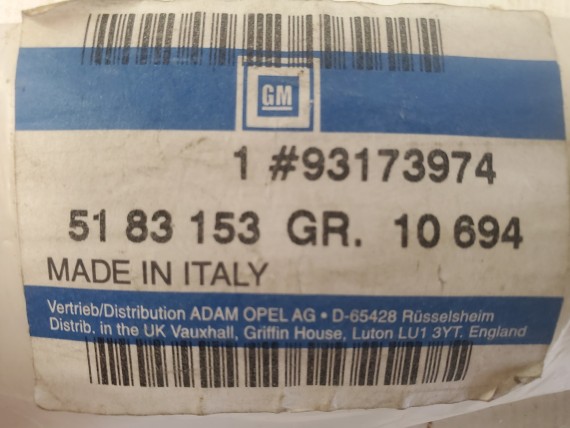 GM
1 #93173974
51 83 153 GR. 10 694
MADE IN ITALY
Vertrieb/Distribution ADAM OPEL AG • D-65428 Rüsselsheim
Distrib. in the UK Vauxhall, Griffin House, Luton LU1 3YT. England